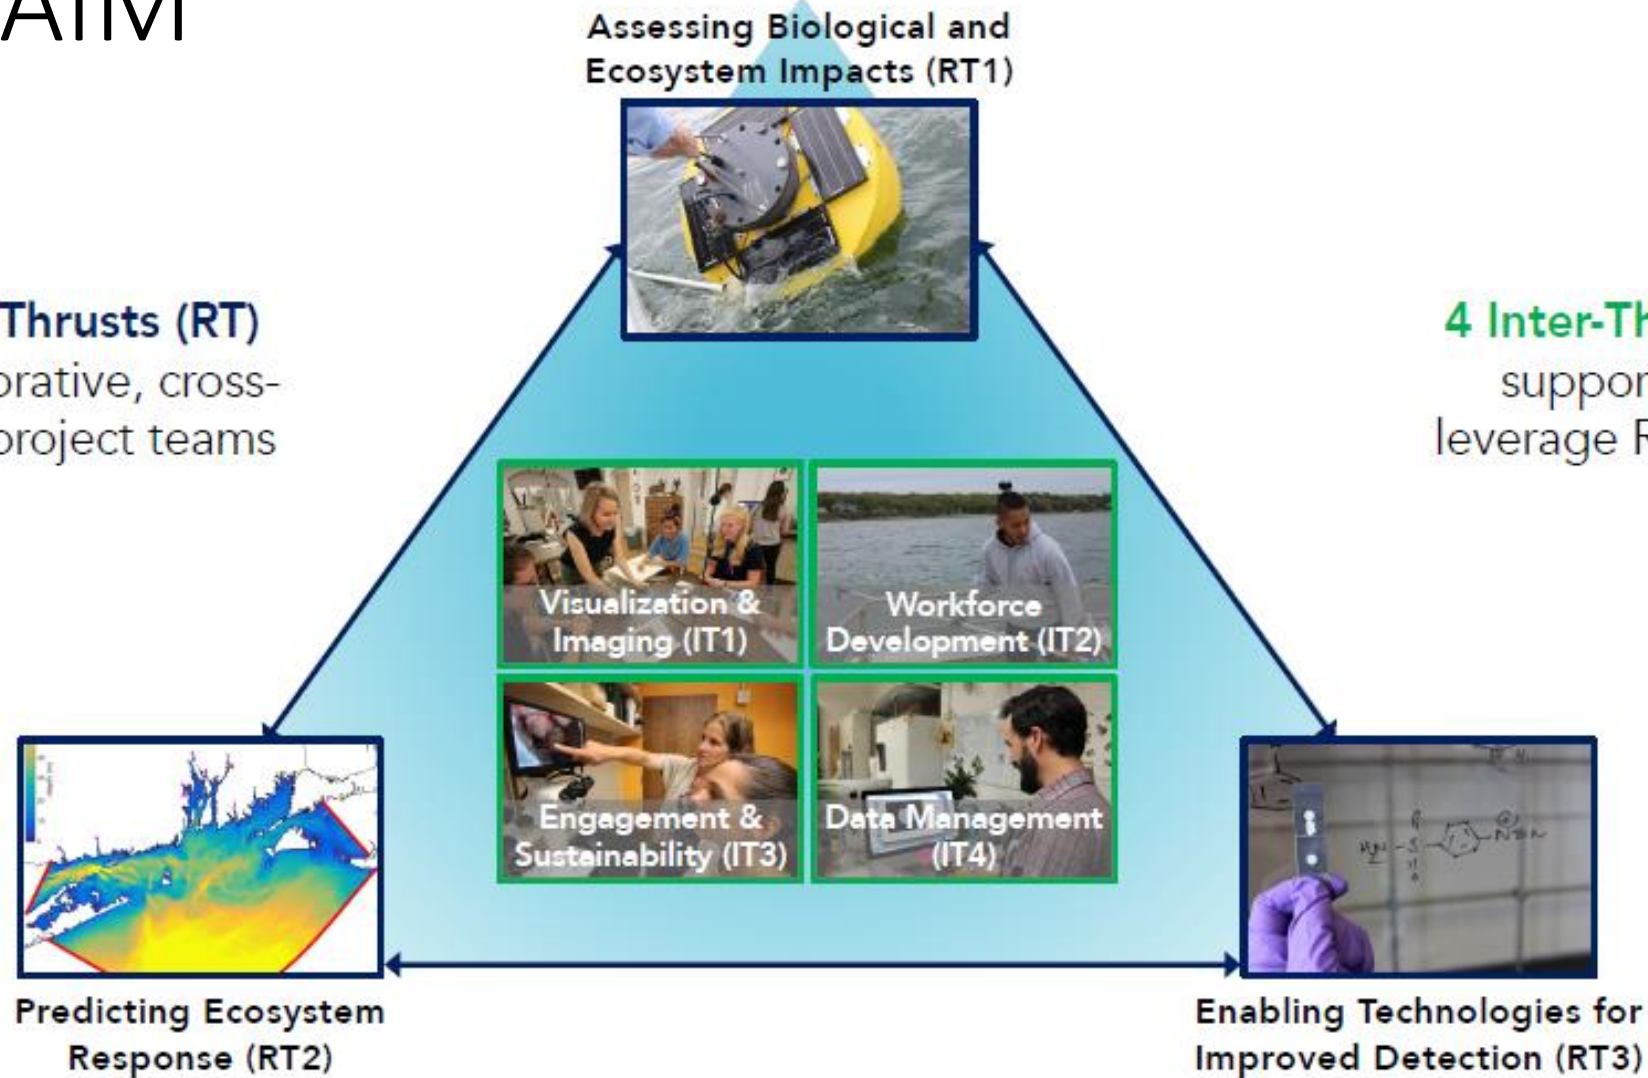 AIM
Assessing Biological and
Ecosystem Impacts (RT1)
Thrusts (RT)
orative, cross-
project teams
4 Inter-Th
suppor
leverage R
Visualization &
Imaging (IT1)
Workforce
Development (IT2)
Engagement &
Sustainability (IT3)
Data Management
(IT4)
Predicting Ecosystem
Response (RT2)
Enabling Technologies for
Improved Detection (RT3)